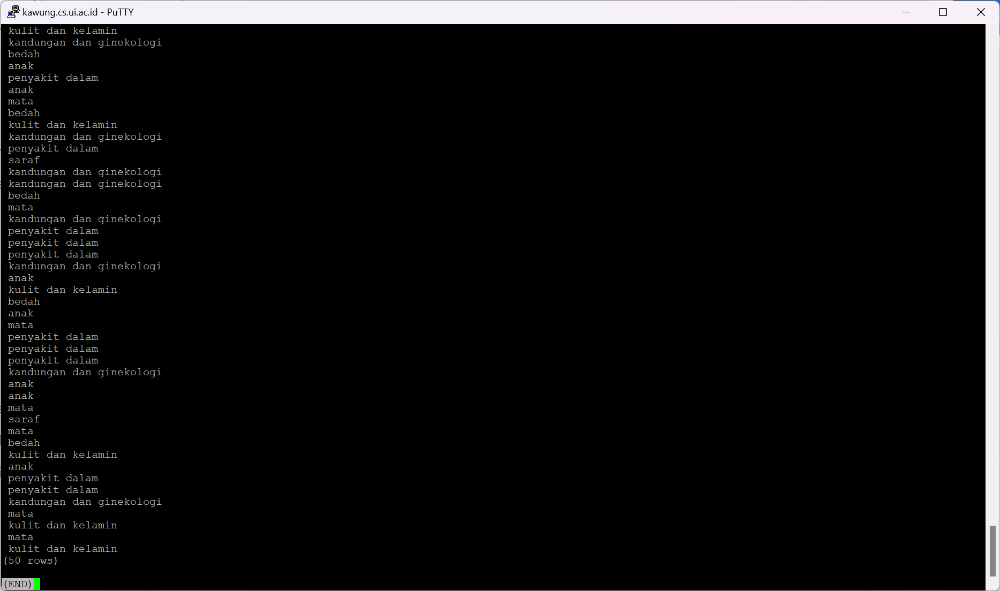 kawung.cs.ui.ac.id - PuTTY
kulit dan kelamin
kandungan dan ginekologi
bedah
anak
penyakit dalam
anak
mata
bedah
kulit dan kelamin
kandungan dan ginekologi
penyakit dalam
saraf
kandungan dan ginekologi
kandungan dan ginekologi
bedah
mata
kandungan dan ginekologi
penyakit dalam
penyakit dalam
penyakit dalam
kandungan dan ginekologi
anak
kulit dan kelamin
bedah
anak
mata
penyakit dalam
penyakit dalam
penyakit dalam
kandungan dan ginekologi
anak
anak
mata
saraf
mata
bedah
kulit dan kelamin
anak
penyakit dalam
penyakit dalam
kandungan dan ginekologi
mata
kulit dan kelamin
mata
kulit dan kelamin
(50 rows)
(END)